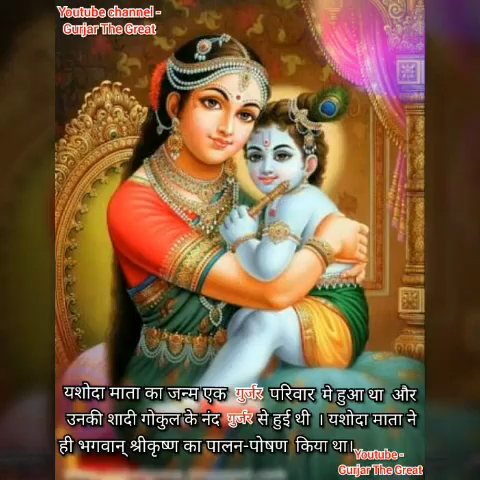 Youtube channel -
Gurjar The Great
यशोदा माता का जन्म एक गुर्जर परिवार मे हुआ था और
उनकी शादी गोकुल के नंद गुर्जर से हुई थी । यशोदा माता ने
ही भगवान् श्रीकृष्ण का पालन-पोषण किया था।
Youtube -
Gurjar The Great